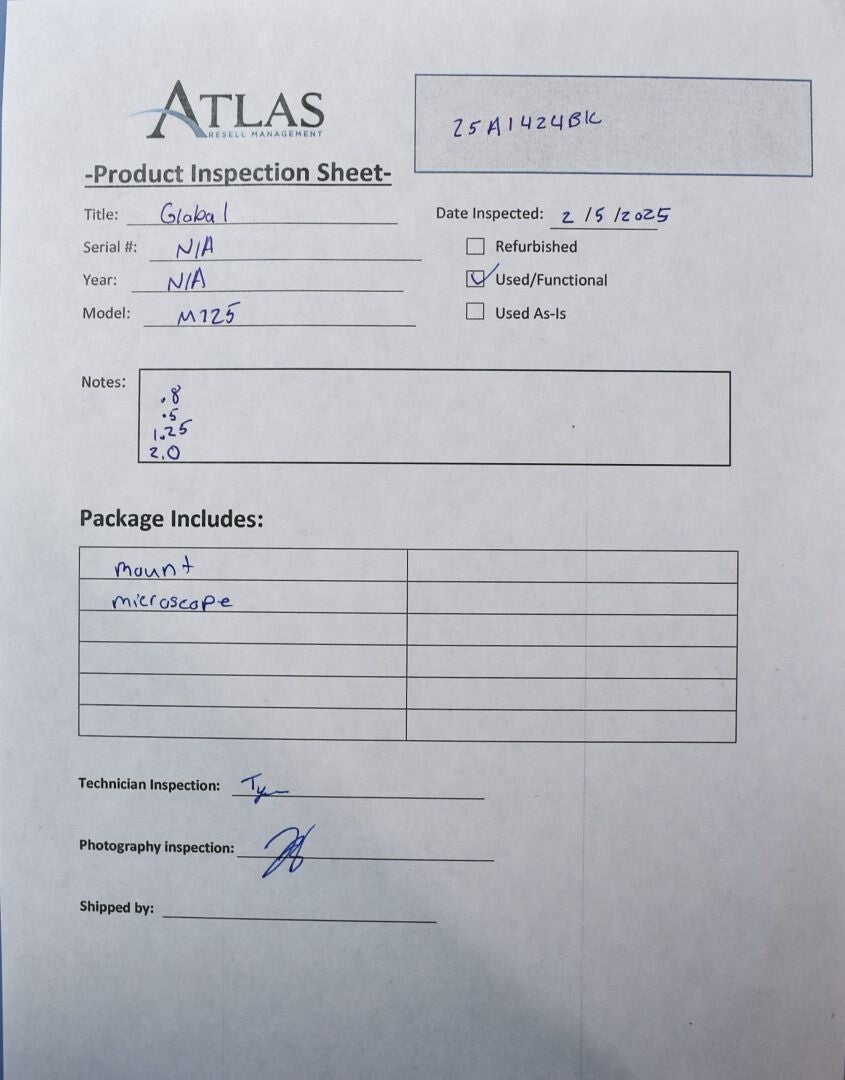 ATLAS
RESELL MANAGEMENT
25A1424BK
-Product Inspection Sheet-
Title: Global
Date Inspected: 2/5/2025
Serial #: N/A
Refurbished
Year: N/A
Used/Functional
Model: M725
Used As-Is
Notes:
.8
.5
1.25
2.0
Package Includes:
mount
microscope
Technician Inspection:
Photography inspection:
Shipped by: